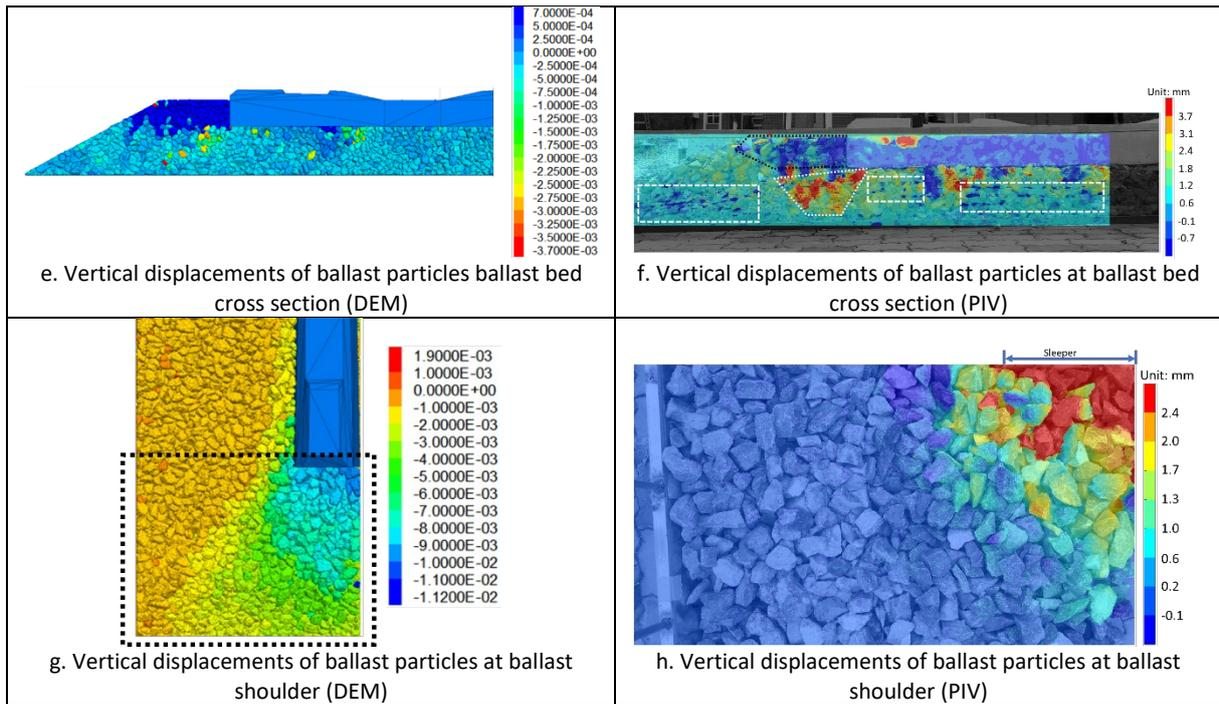 7.0000E-04
4.0000E-04
2.0000E-04
0.0000E+00
-2.5000E-04
-5.0000E-04
-7.5000E-04
-1.0000E-03
-1.2500E-03
-1.5000E-03
-1.7500E-03
-2.0000E-03
-2.2500E-03
-2.5000E-03
-2.7500E-03
-3.0000E-03
-3.2500E-03
-3.5000E-03
-3.7000E-03
e. Vertical displacements of ballast particles ballast bed
cross section (DEM)
Unit: mm
3.7
3.1
2.4
1.8
1.2
0.6
-0.1
-0.7
f. Vertical displacements of ballast particles at ballast bed
cross section (PIV)
1.9000E-03
1.0000E-03
0.0000E+00
-1.0000E-03
-2.0000E-03
-3.0000E-03
-4.0000E-03
-5.0000E-03
-6.0000E-03
-7.0000E-03
-8.0000E-03
-9.0000E-03
-1.0000E-02
-1.1000E-02
-1.1200E-02
g. Vertical displacements of ballast particles at ballast
shoulder (DEM)
Sleeper
Unit: mm
2.4
2.0
1.7
1.3
1.0
0.6
0.2
-0.1
h. Vertical displacements of ballast particles at ballast
shoulder (PIV)